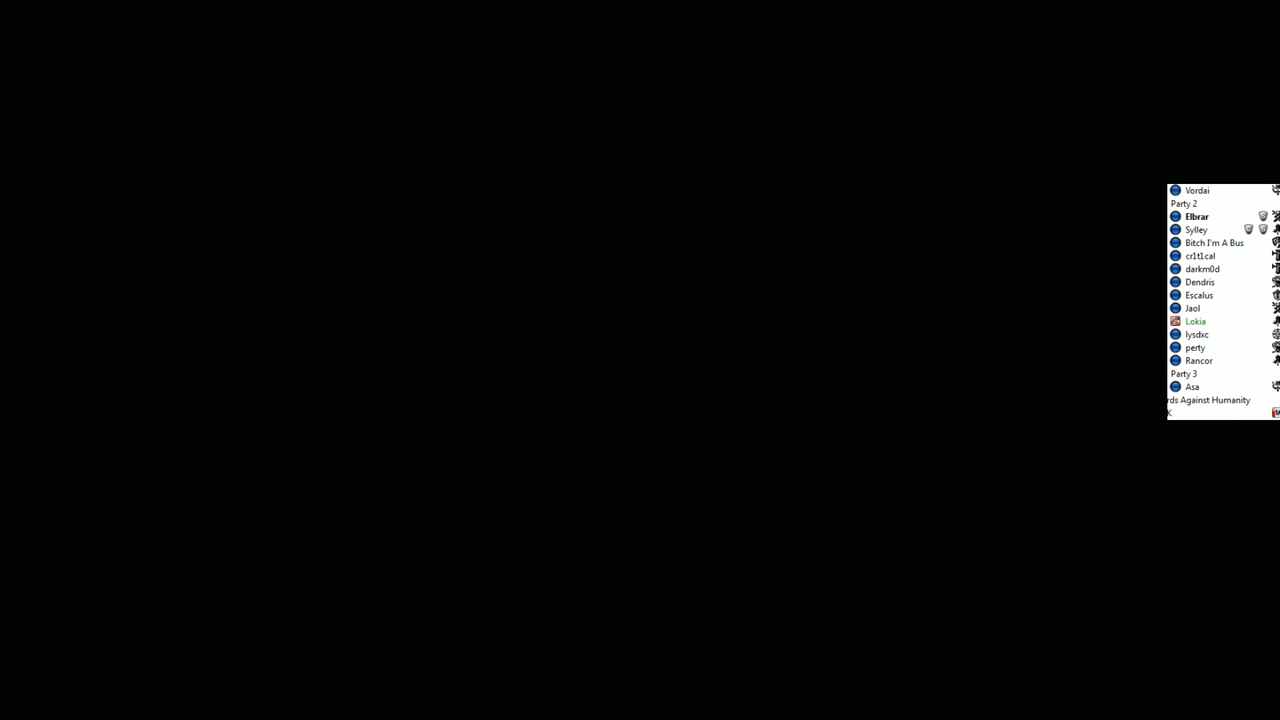 Vordai
Party 2
Elbrar
Sylley
Bitch I'm A Bus
cr1t1cal
darkm0d
Dendris
Escalus
Jaol
Lokia
lysdxc
perty
Rancor
Party 3
Asa
rds Against Humanity
K